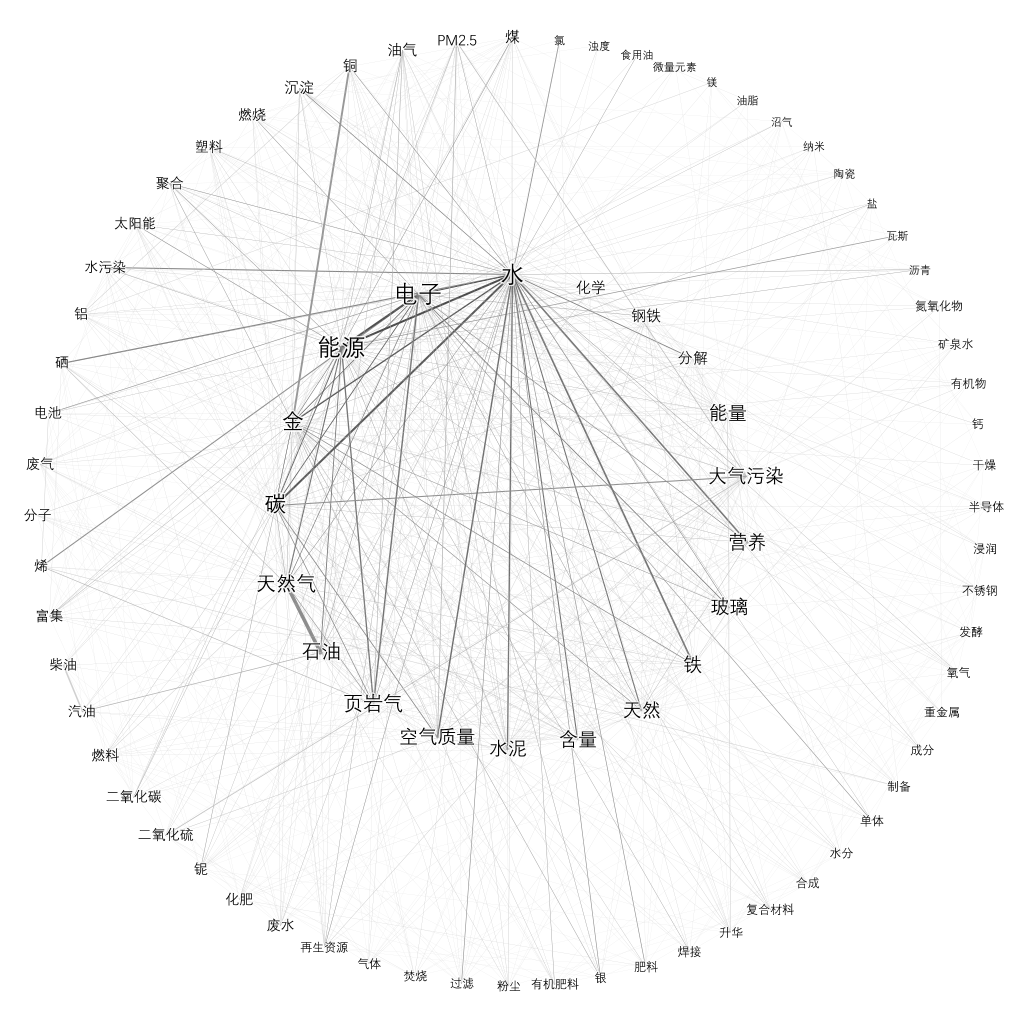 PM2.5
煤
氯
浊度
食用油
微量元素
镁
油脂
沼气
纳米
陶瓷
盐
瓦斯
沥青
氮氧化物
矿泉水
有机物
钙
干燥
半导体
浸润
不锈钢
发酵
氧气
重金属
成分
制备
单体
水分
合成
复合材料
升华
焊接
肥料
银
有机肥料
粉尘
过滤
焚烧
气体
再生资源
废水
化肥
铌
二氧化硫
二氧化碳
燃料
汽油
柴油
富集
烯
分子
废气
电池
硒
铝
水污染
太阳能
聚合
塑料
燃烧
沉淀
铜
油气
水
化学
钢铁
分解
能量
大气污染
营养
玻璃
铁
天然
含量
水泥
空气质量
页岩气
石油
天然气
碳
金
能源
电子